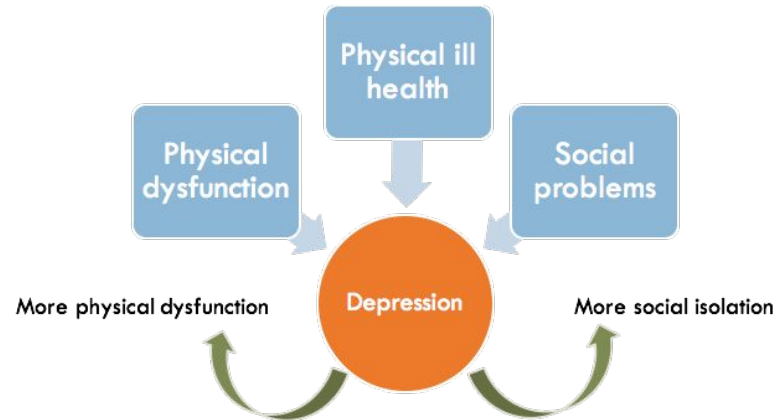 Physical ill
health
Physical
dysfunction
Social
problems
Depression
More physical dysfunction
More social isolation